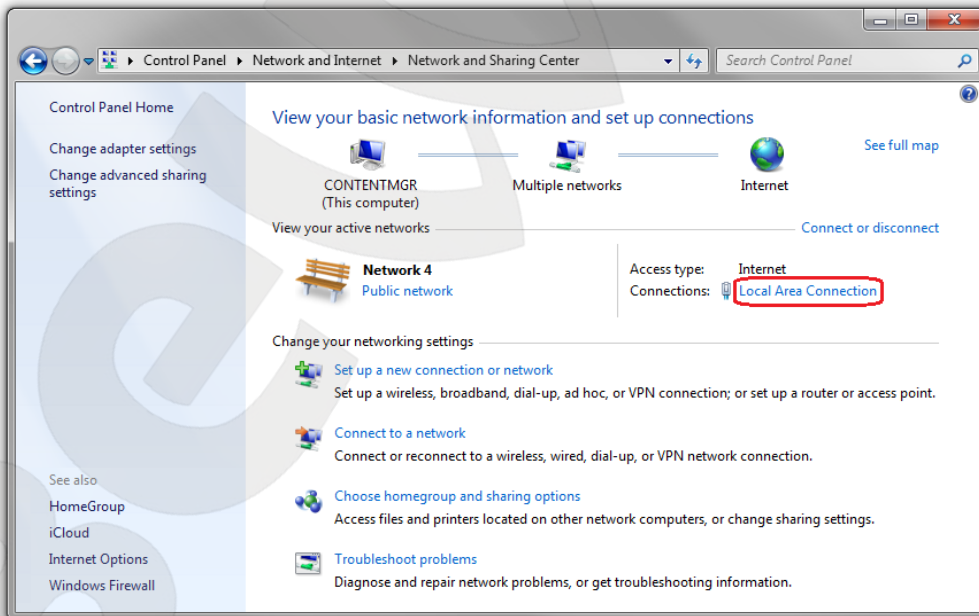 Control Panel Network and Internet Network and Sharing Center Search Control Panel
Control Panel Home
Change adapter settings
Change advanced sharing
settings
View your basic network information and set up connections
See full map
CONTENTMGR
(This computer)
Multiple networks
Internet
View your active networks Connect or disconnect
Network 4
Public network
Access type: Internet
Connections: Local Area Connection
Change your networking settings
Set up a new connection or network
Set up a wireless, broadband, dial-up, ad hoc, or VPN connection; or set up a router or access point.
Connect to a network
Connect or reconnect to a wireless, wired, dial-up, or VPN network connection.
Choose homegroup and sharing options
Access files and printers located on other network computers, or change sharing settings.
Troubleshoot problems
Diagnose and repair network problems, or get troubleshooting information.
See also
HomeGroup
iCloud
Internet Options
Windows Firewall